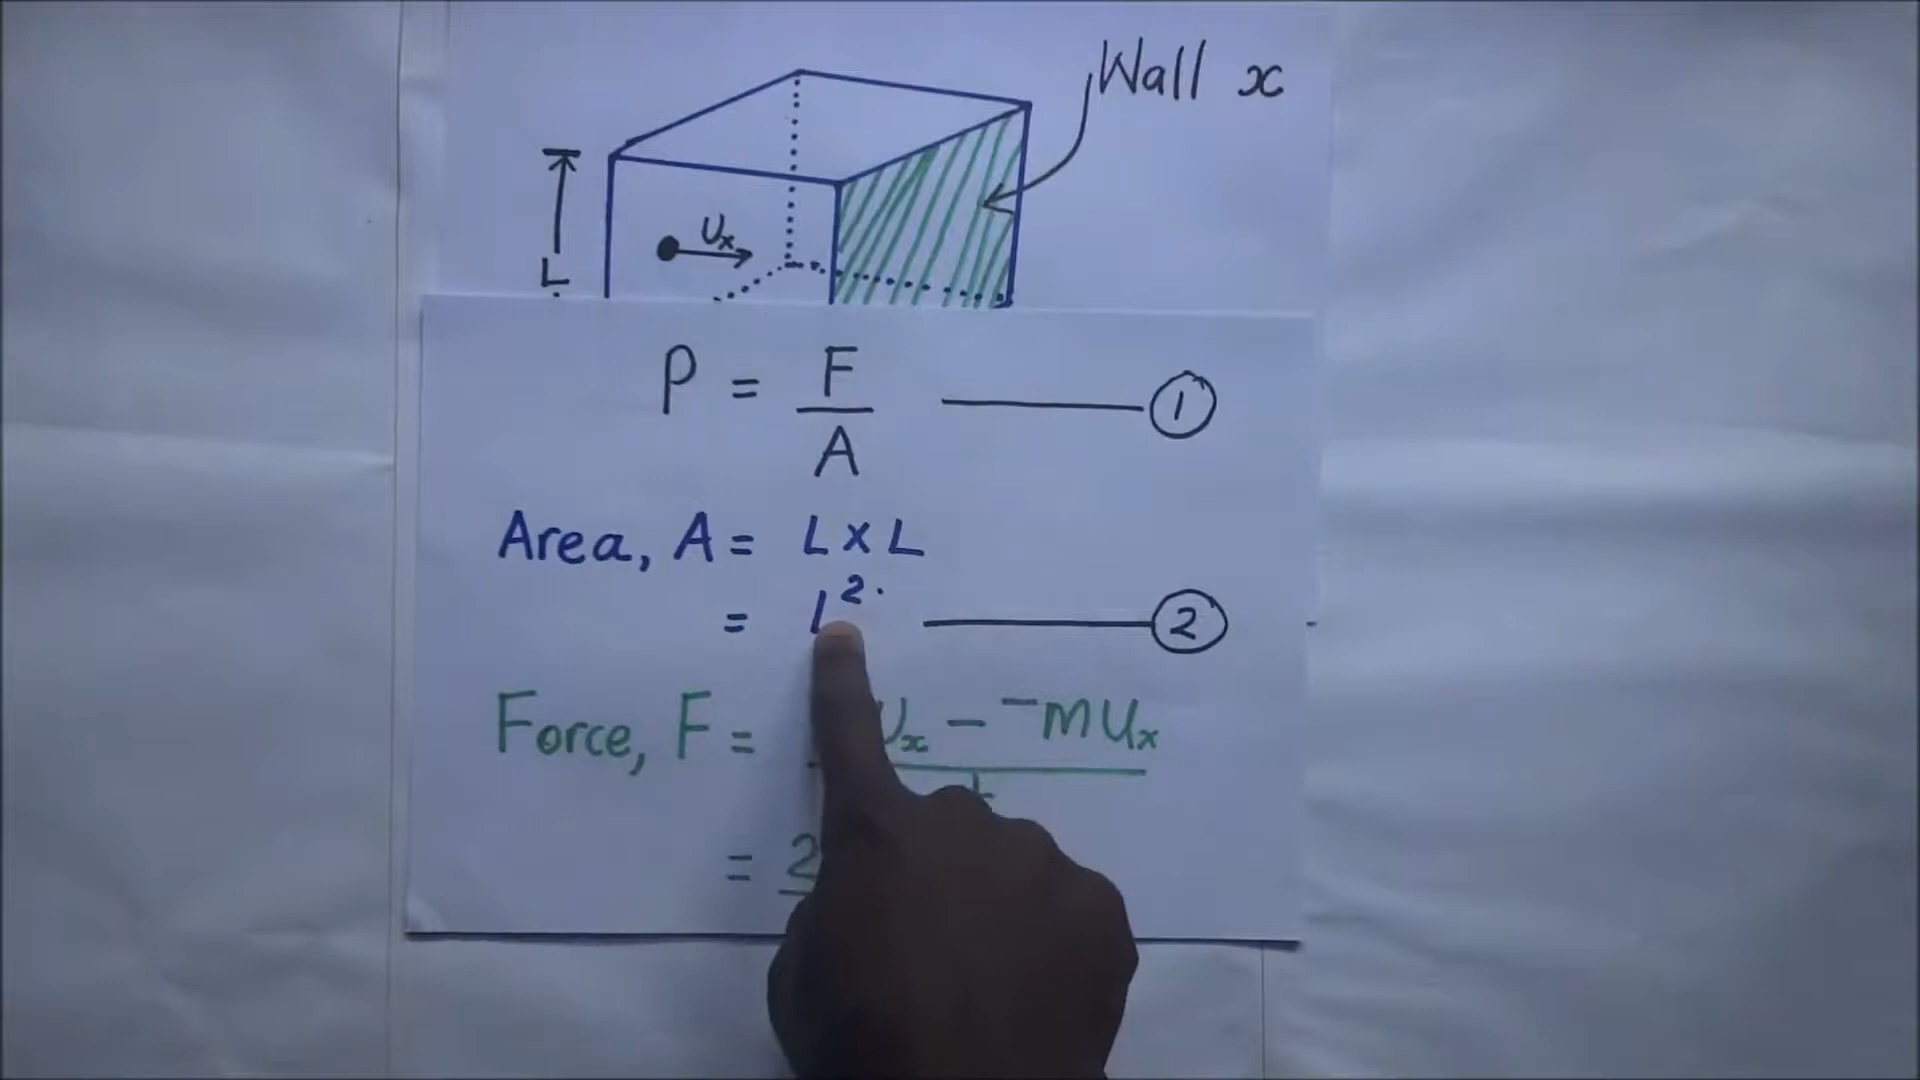 Wall x
Ux
L
P = F/A ——— 1
Area, A = L x L
= L² ——— 2
Force, F = Ux - ⁻mUx
= 2